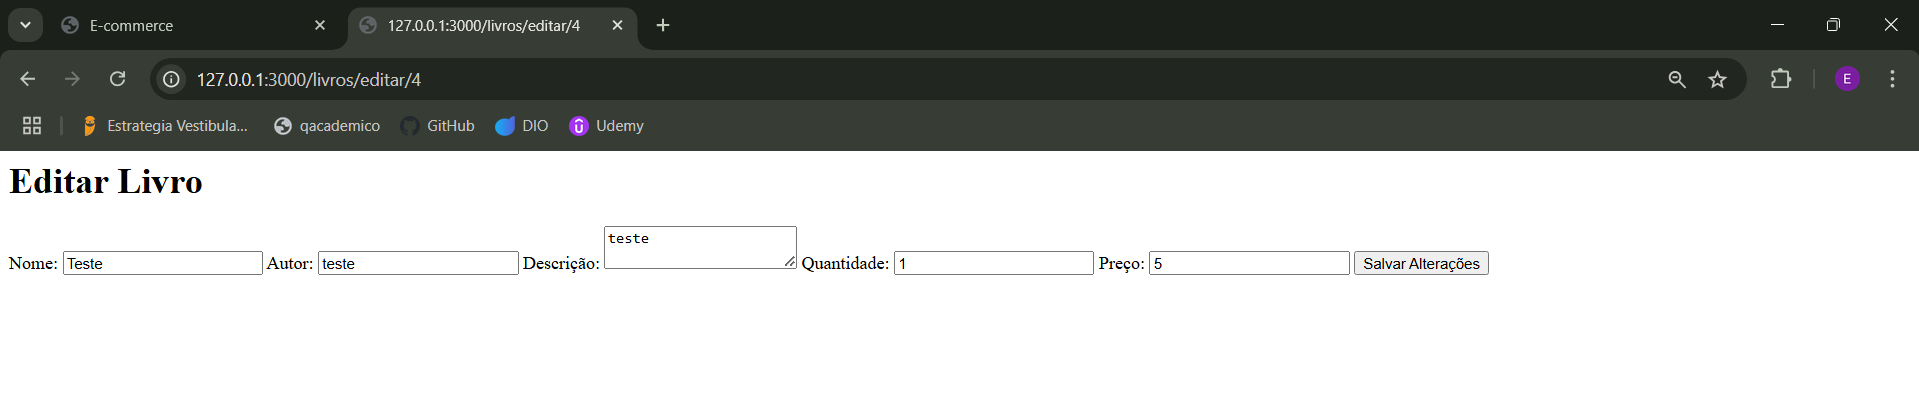 E-commerce
127.0.0.1:3000/livros/editar/4
127.0.0.1:3000/livros/editar/4
E
Estrategia Vestibula...
qacademico
GitHub
DIO
Udemy
Editar Livro
Nome: Teste Autor: teste Descrição: teste Quantidade: 1 Preço: 5 Salvar Alterações